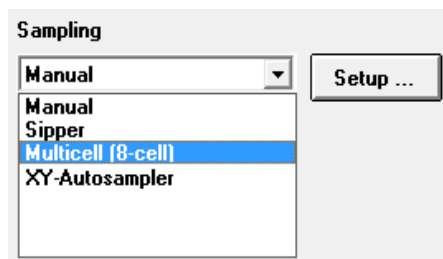 Sampling
Manual
Setup ...
Manual
Sipper
Multicell (8-cell)
XY-Autosampler